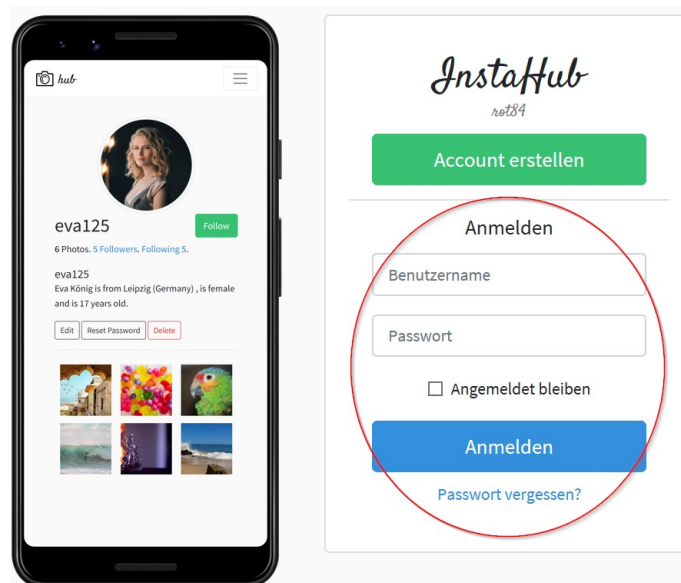 hub
eva125
Follow
6 Photos. 5 Followers. Following 5.
eva125
Eva König is from Leipzig (Germany) , is female
and is 17 years old.
Edit
Reset Password
Delete
InstaHub
rot84
Account erstellen
Anmelden
Benutzername
Passwort
Angemeldet bleiben
Anmelden
Passwort vergessen?